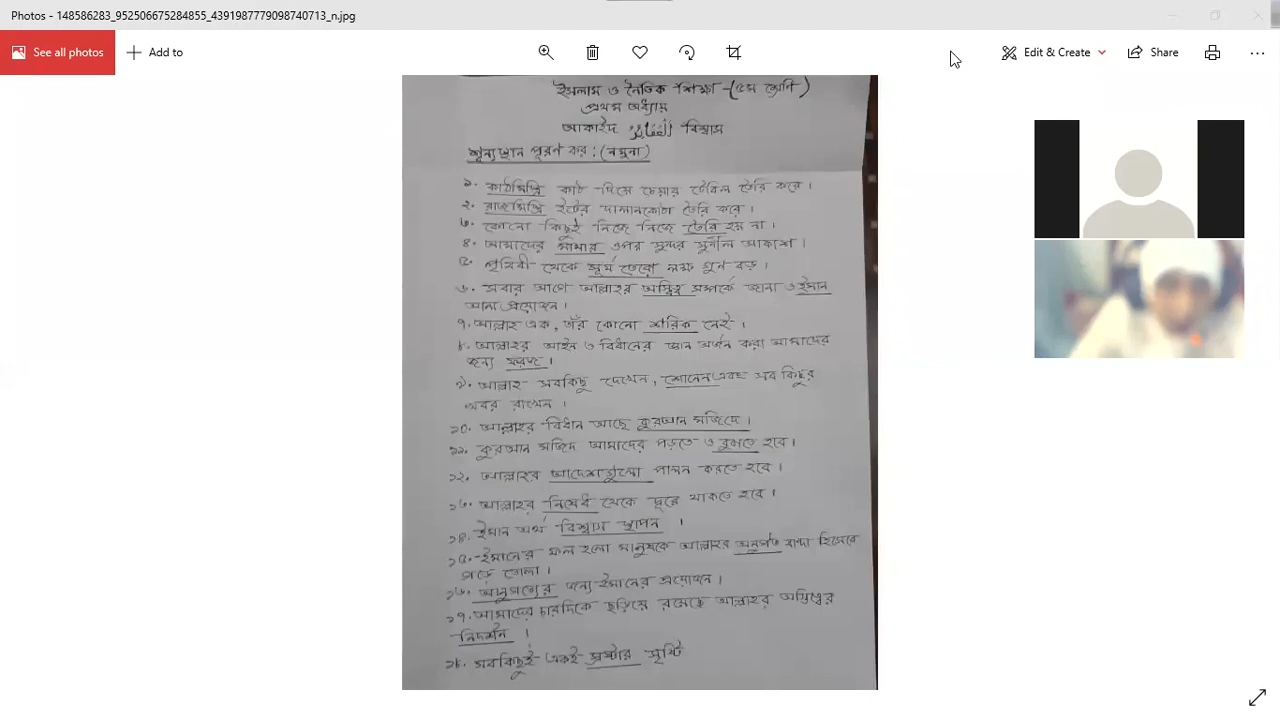 Photos - 148586283_952506675284855_4391987779098740713_n.jpg
See all photos
Add to
Edit & Create
Share
ইসলাম ও নৈতিক শিক্ষা-(৫ম শ্রেণি)
প্রথম অধ্যায়
আকাইদ العقائد বিশ্বাস
শূন্যস্থান পূরণ কর: (নমুনা)
১. কাঠমিস্ত্রি কাঠ দিয়ে চেয়ার টেবিল তৈরি করে।
২. রাজমিস্ত্রি ইটের দালানকোঠা তৈরি করে।
৩. কোনো কিছুই নিজে নিজে তৈরি হয় না।
৪. আমাদের মাথার ওপর সুন্দর সুনীল আকাশ।
৫. পৃথিবী থেকে সূর্য তেরো লক্ষ গুন বড়।
৬. সবার আগে আল্লাহর অস্তিত্ব সম্পর্কে জানা ও ইমান
আনা প্রয়োজন।
৭. আল্লাহ এক, তাঁর কোনো শরিক নেই।
৮. আল্লাহর আইন ও বিধানের জ্ঞান অর্জন করা আমাদের
জন্য ফরজ।
৯. আল্লাহ সবকিছু দেখেন, শোনেন এবং সব কিছুর
খবর রাখেন।
১০. আল্লাহর বিধান আছে কুরআন মজিদে।
১১. কুরআন মজিদ আমাদের পড়তে ও বুঝতে হবে।
১২. আল্লাহর আদেশগুলো পালন করতে হবে।
১৩. আল্লাহর নিষেধ থেকে দূরে থাকতে হবে।
১৪. ইমান অর্থ বিশ্বাস স্থাপন।
১৫. ইমানের ফল হলো মানুষকে আল্লাহর অনুগত বান্দা হিসেবে
গড়ে তোলা।
১৬. আনুগত্যের জন্যে ইমানের প্রয়োজন।
১৭. আমাদের চারদিকে ছড়িয়ে রয়েছে আল্লাহর অস্তিত্বের
নিদর্শন।
১৮. সবকিছুই একই স্রষ্টার সৃষ্টি